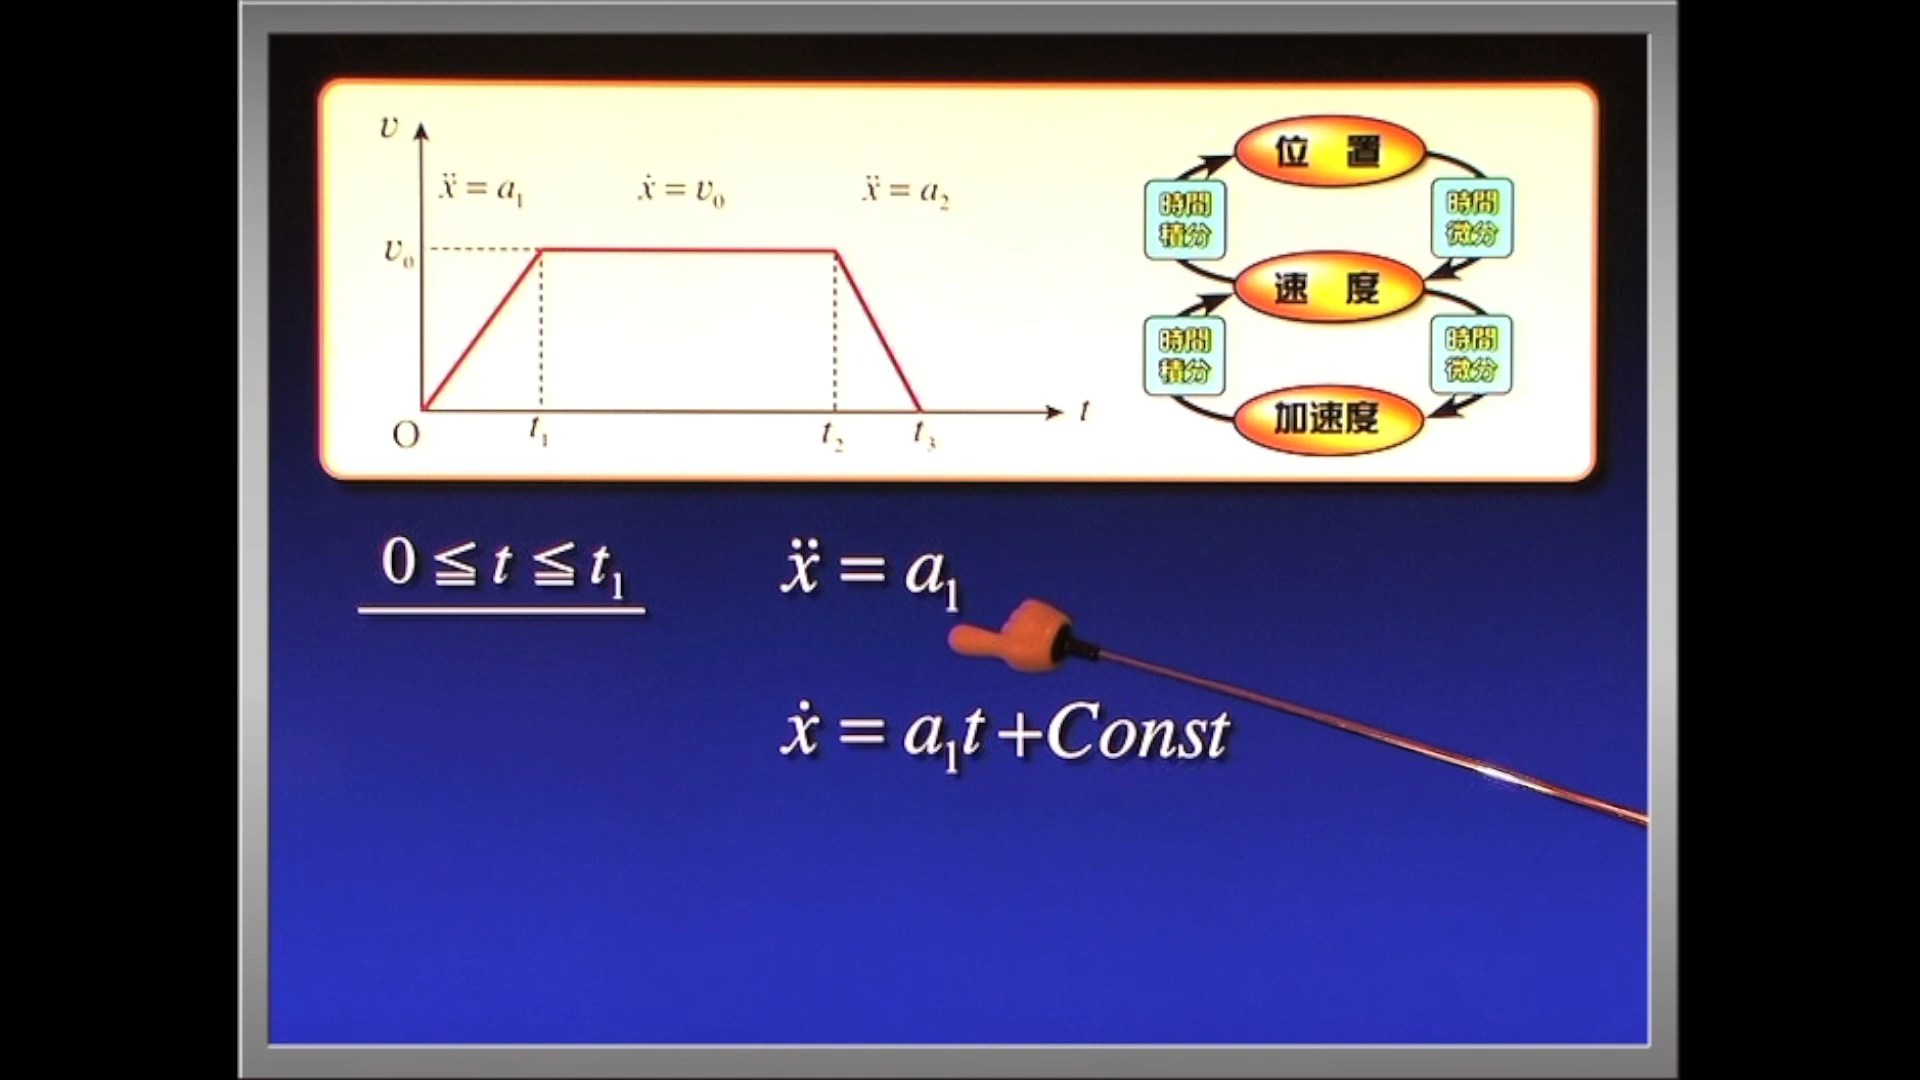 v
ẍ = a₁
ẋ = v₀
ẍ = a₂
v₀
O
t₁
t₂
t₃
t
位置
時間
積分
時間
微分
速度
時間
積分
時間
微分
加速度
0 ≦ t ≦ t₁
ẍ = a₁
ẋ = a₁t + Const